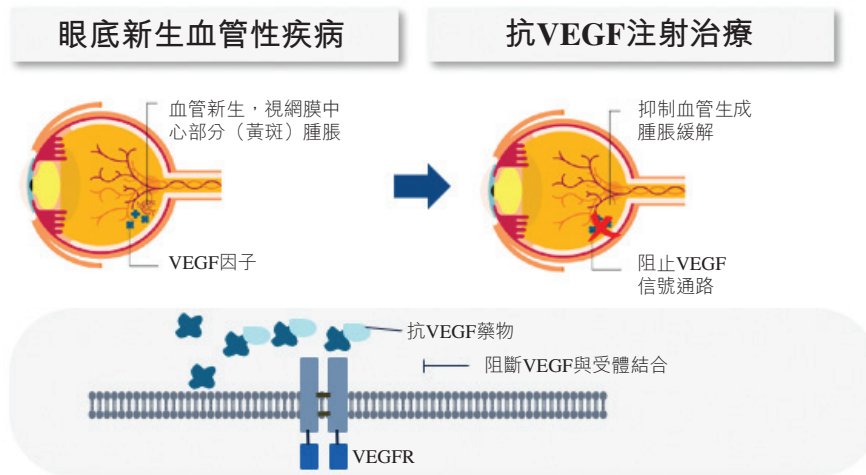 眼底新生血管性疾病
抗VEGF注射治療
血管新生，視網膜中
心部分（黃斑）腫脹
VEGF因子
抑制血管生成
腫脹緩解
阻止VEGF
信號通路
抗VEGF藥物
阻斷VEGF與受體結合
VEGFR